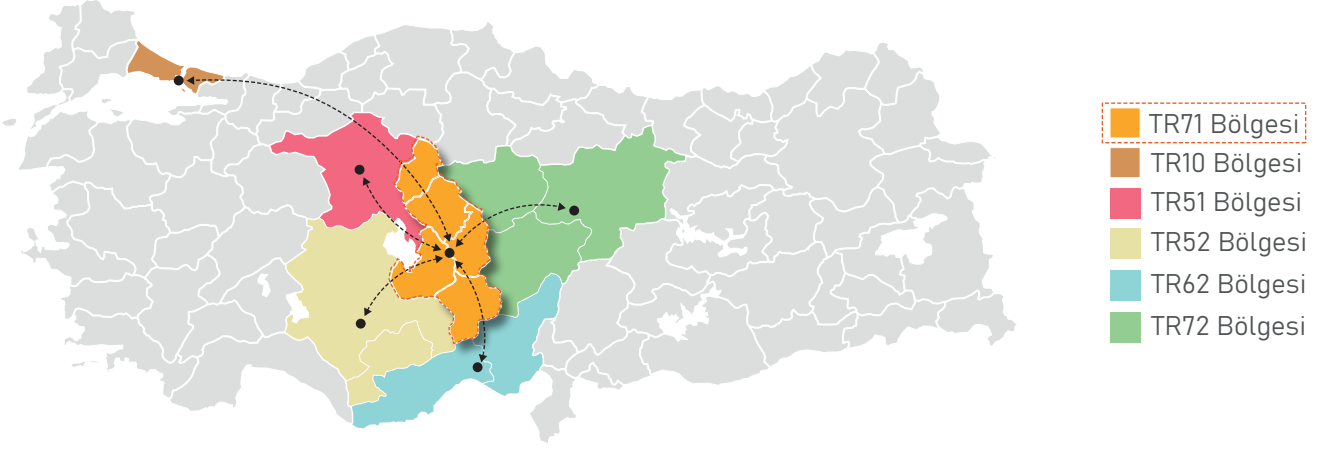 TR71 Bölgesi
TR10 Bölgesi
TR51 Bölgesi
TR52 Bölgesi
TR62 Bölgesi
TR72 Bölgesi